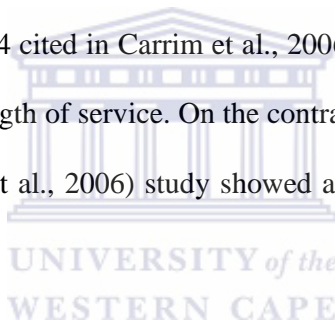 4 cited in Carrim et al., 2006
gth of service. On the contra
t al., 2006) study showed a
UNIVERSITY of the
WESTERN CAPE